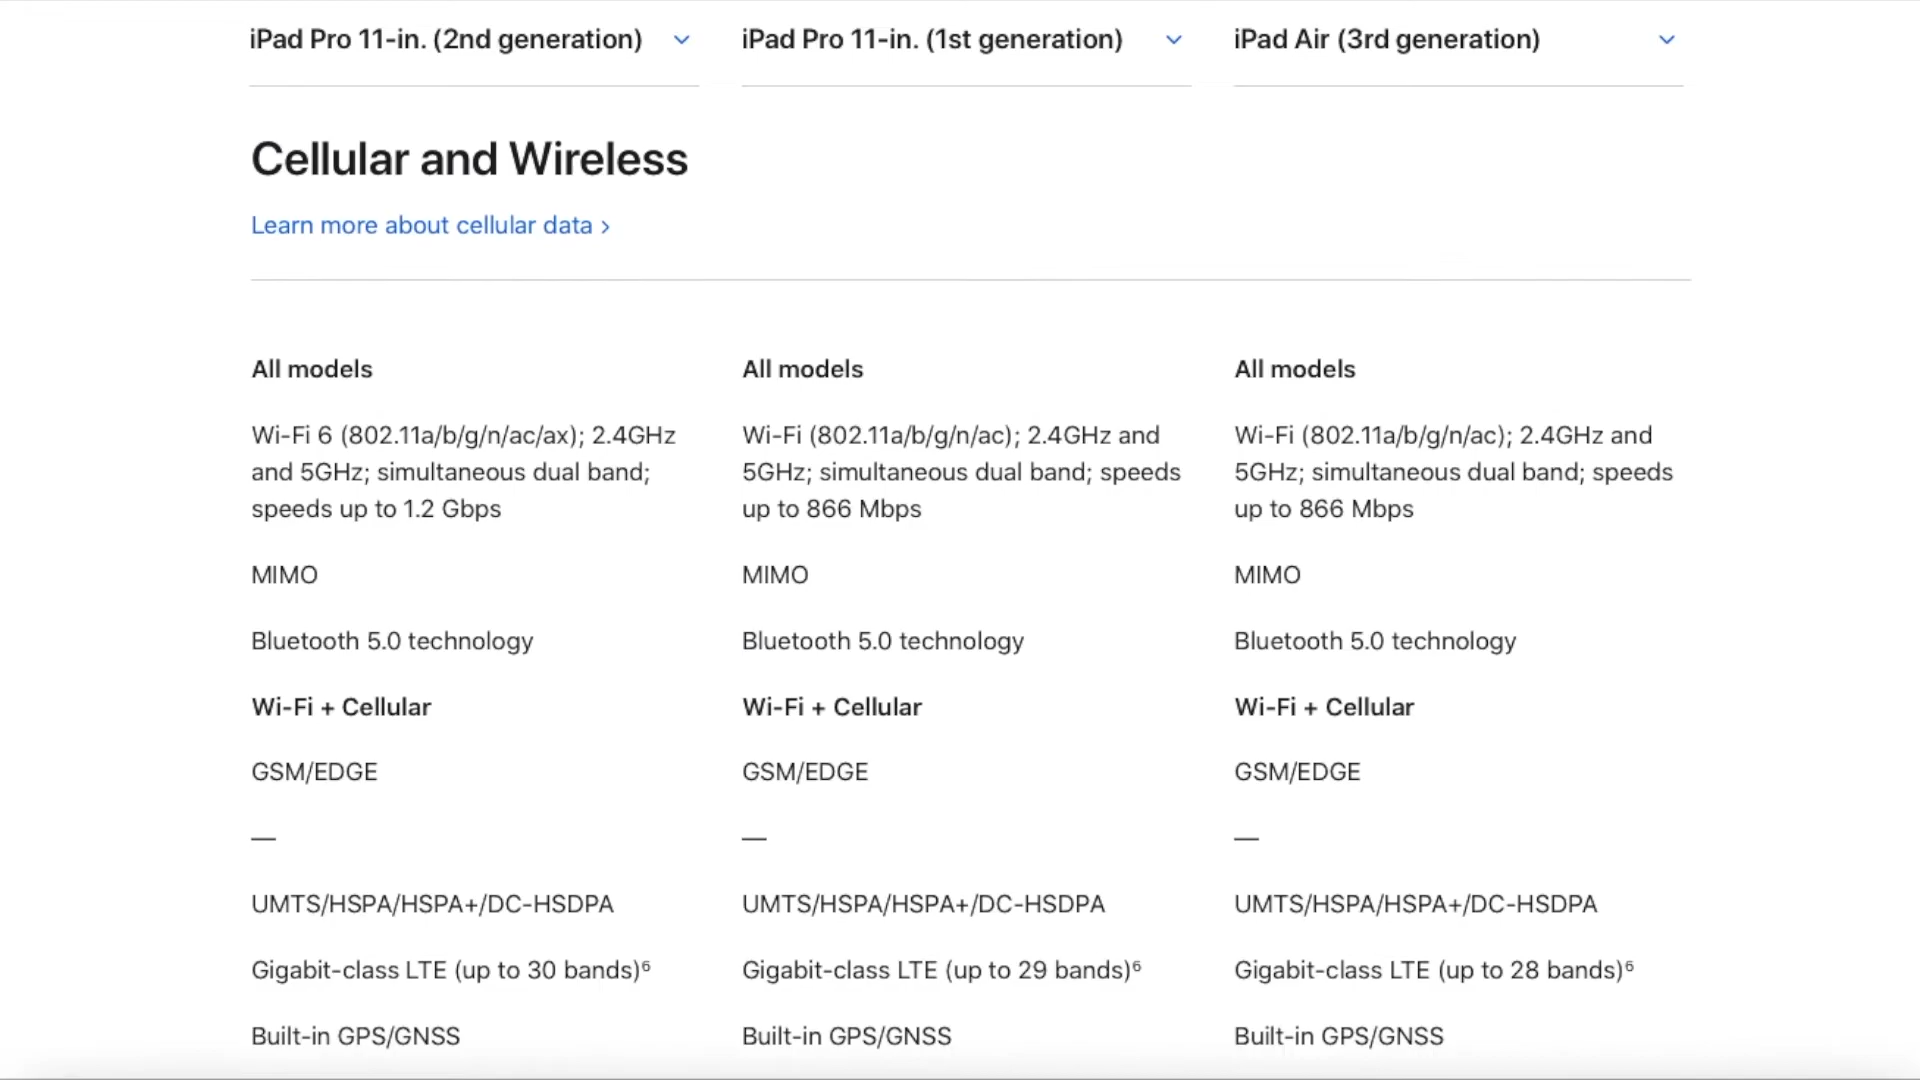 iPad Pro 11-in. (2nd generation)
iPad Pro 11-in. (1st generation)
iPad Air (3rd generation)
Cellular and Wireless
Learn more about cellular data >
All models
Wi-Fi 6 (802.11a/b/g/n/ac/ax); 2.4GHz
and 5GHz; simultaneous dual band;
speeds up to 1.2 Gbps
MIMO
Bluetooth 5.0 technology
Wi-Fi + Cellular
GSM/EDGE
—
UMTS/HSPA/HSPA+/DC-HSDPA
Gigabit-class LTE (up to 30 bands)⁶
Built-in GPS/GNSS
All models
Wi-Fi (802.11a/b/g/n/ac); 2.4GHz and
5GHz; simultaneous dual band; speeds
up to 866 Mbps
MIMO
Bluetooth 5.0 technology
Wi-Fi + Cellular
GSM/EDGE
—
UMTS/HSPA/HSPA+/DC-HSDPA
Gigabit-class LTE (up to 29 bands)⁶
Built-in GPS/GNSS
All models
Wi-Fi (802.11a/b/g/n/ac); 2.4GHz and
5GHz; simultaneous dual band; speeds
up to 866 Mbps
MIMO
Bluetooth 5.0 technology
Wi-Fi + Cellular
GSM/EDGE
—
UMTS/HSPA/HSPA+/DC-HSDPA
Gigabit-class LTE (up to 28 bands)⁶
Built-in GPS/GNSS